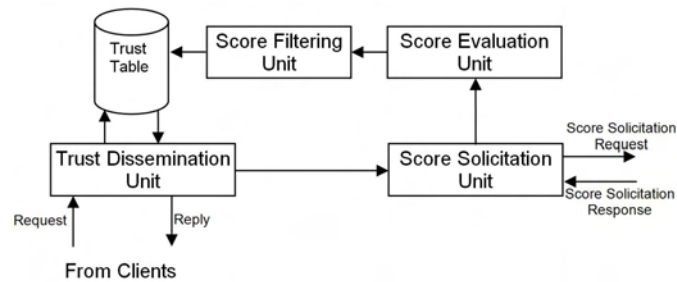 Trust
Table
Score Filtering
Unit
Score Evaluation
Unit
Trust Dissemination
Unit
Score Solicitation
Unit
Score Solicitation
Request
Score Solicitation
Response
Request
Reply
From Clients